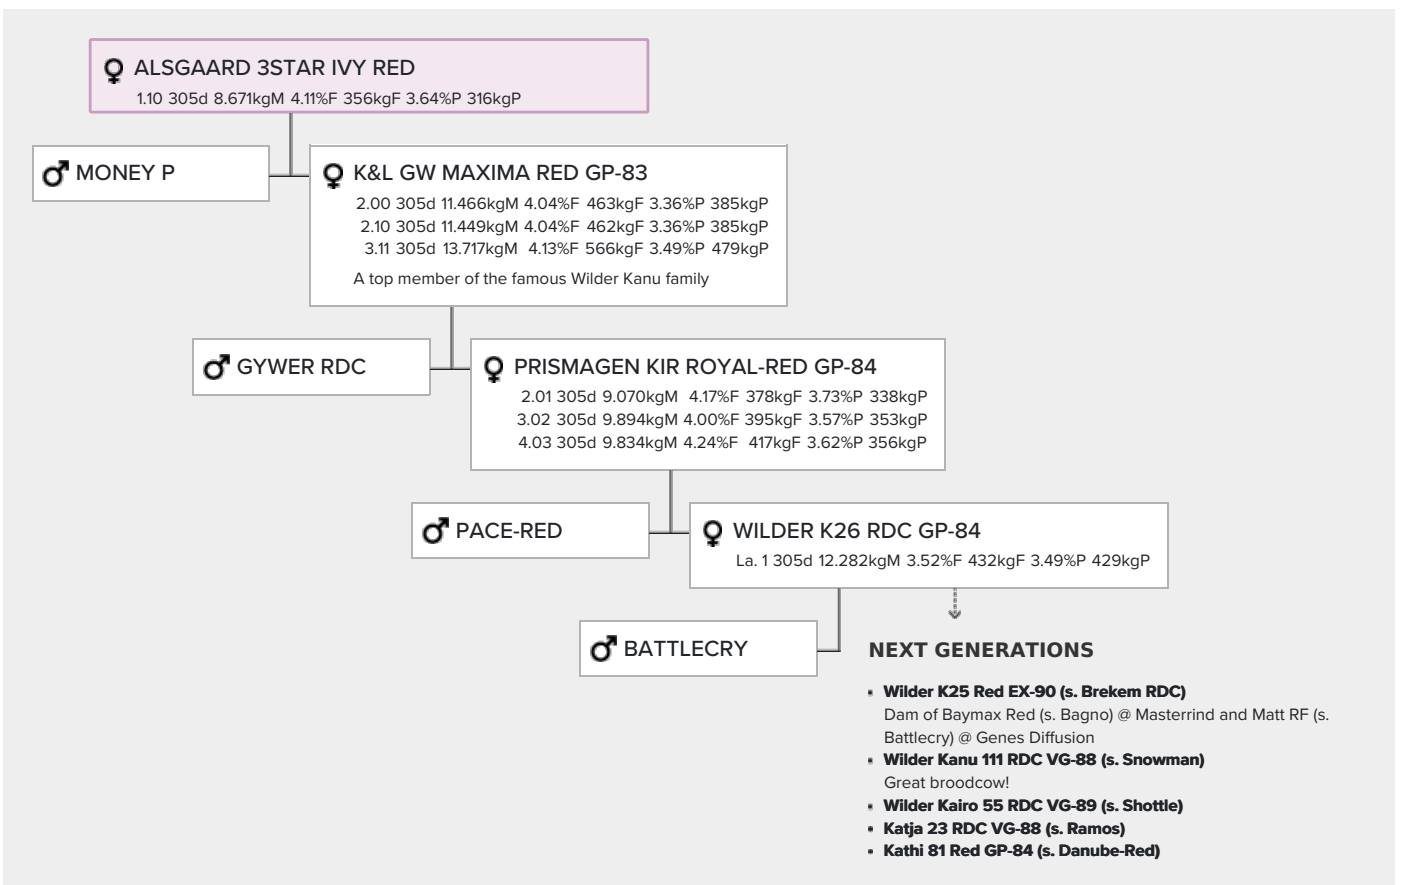 ALSGAARD 3STAR IVY RED
1.10 305d 8.671kgM 4.11%F 356kgF 3.64%P 316kgP
MONEY P
K&L GW MAXIMA RED GP-83
2.00 305d 11.466kgM 4.04%F 463kgF 3.36%P 385kgP
2.10 305d 11.449kgM 4.04%F 462kgF 3.36%P 385kgP
3.11 305d 13.717kgM 4.13%F 566kgF 3.49%P 479kgP
A top member of the famous Wilder Kanu family
GYWER RDC
PRISMAGEN KIR ROYAL-RED GP-84
2.01 305d 9.070kgM 4.17%F 378kgF 3.73%P 338kgP
3.02 305d 9.894kgM 4.00%F 395kgF 3.57%P 353kgP
4.03 305d 9.834kgM 4.24%F 417kgF 3.62%P 356kgP
PACE-RED
WILDER K26 RDC GP-84
La. 1 305d 12.282kgM 3.52%F 432kgF 3.49%P 429kgP
BATTLECRY
NEXT GENERATIONS
• Wilder K25 Red EX-90 (s. Brekem RDC)
Dam of Baymax Red (s. Bagno) @ Masterrind and Matt RF (s.
Battlecry) @ Genes Diffusion
• Wilder Kanu 111 RDC VG-88 (s. Snowman)
Great broodcow!
• Wilder Kairo 55 RDC VG-89 (s. Shottle)
• Katja 23 RDC VG-88 (s. Ramos)
• Kathi 81 Red GP-84 (s. Danube-Red)